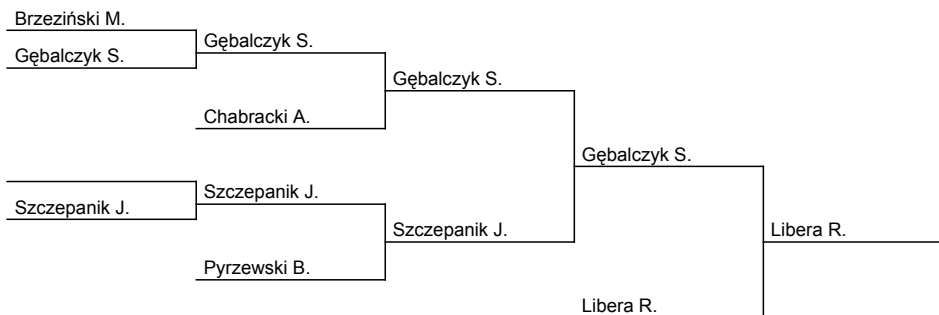 Brzeziński M.
Gębalczyk S.
Gębalczyk S.
Gębalczyk S.
Chabracki A.
Gębalczyk S.
Szczepanik J.
Szczepanik J.
Szczepanik J.
Libera R.
Pyrzewski B.
Libera R.